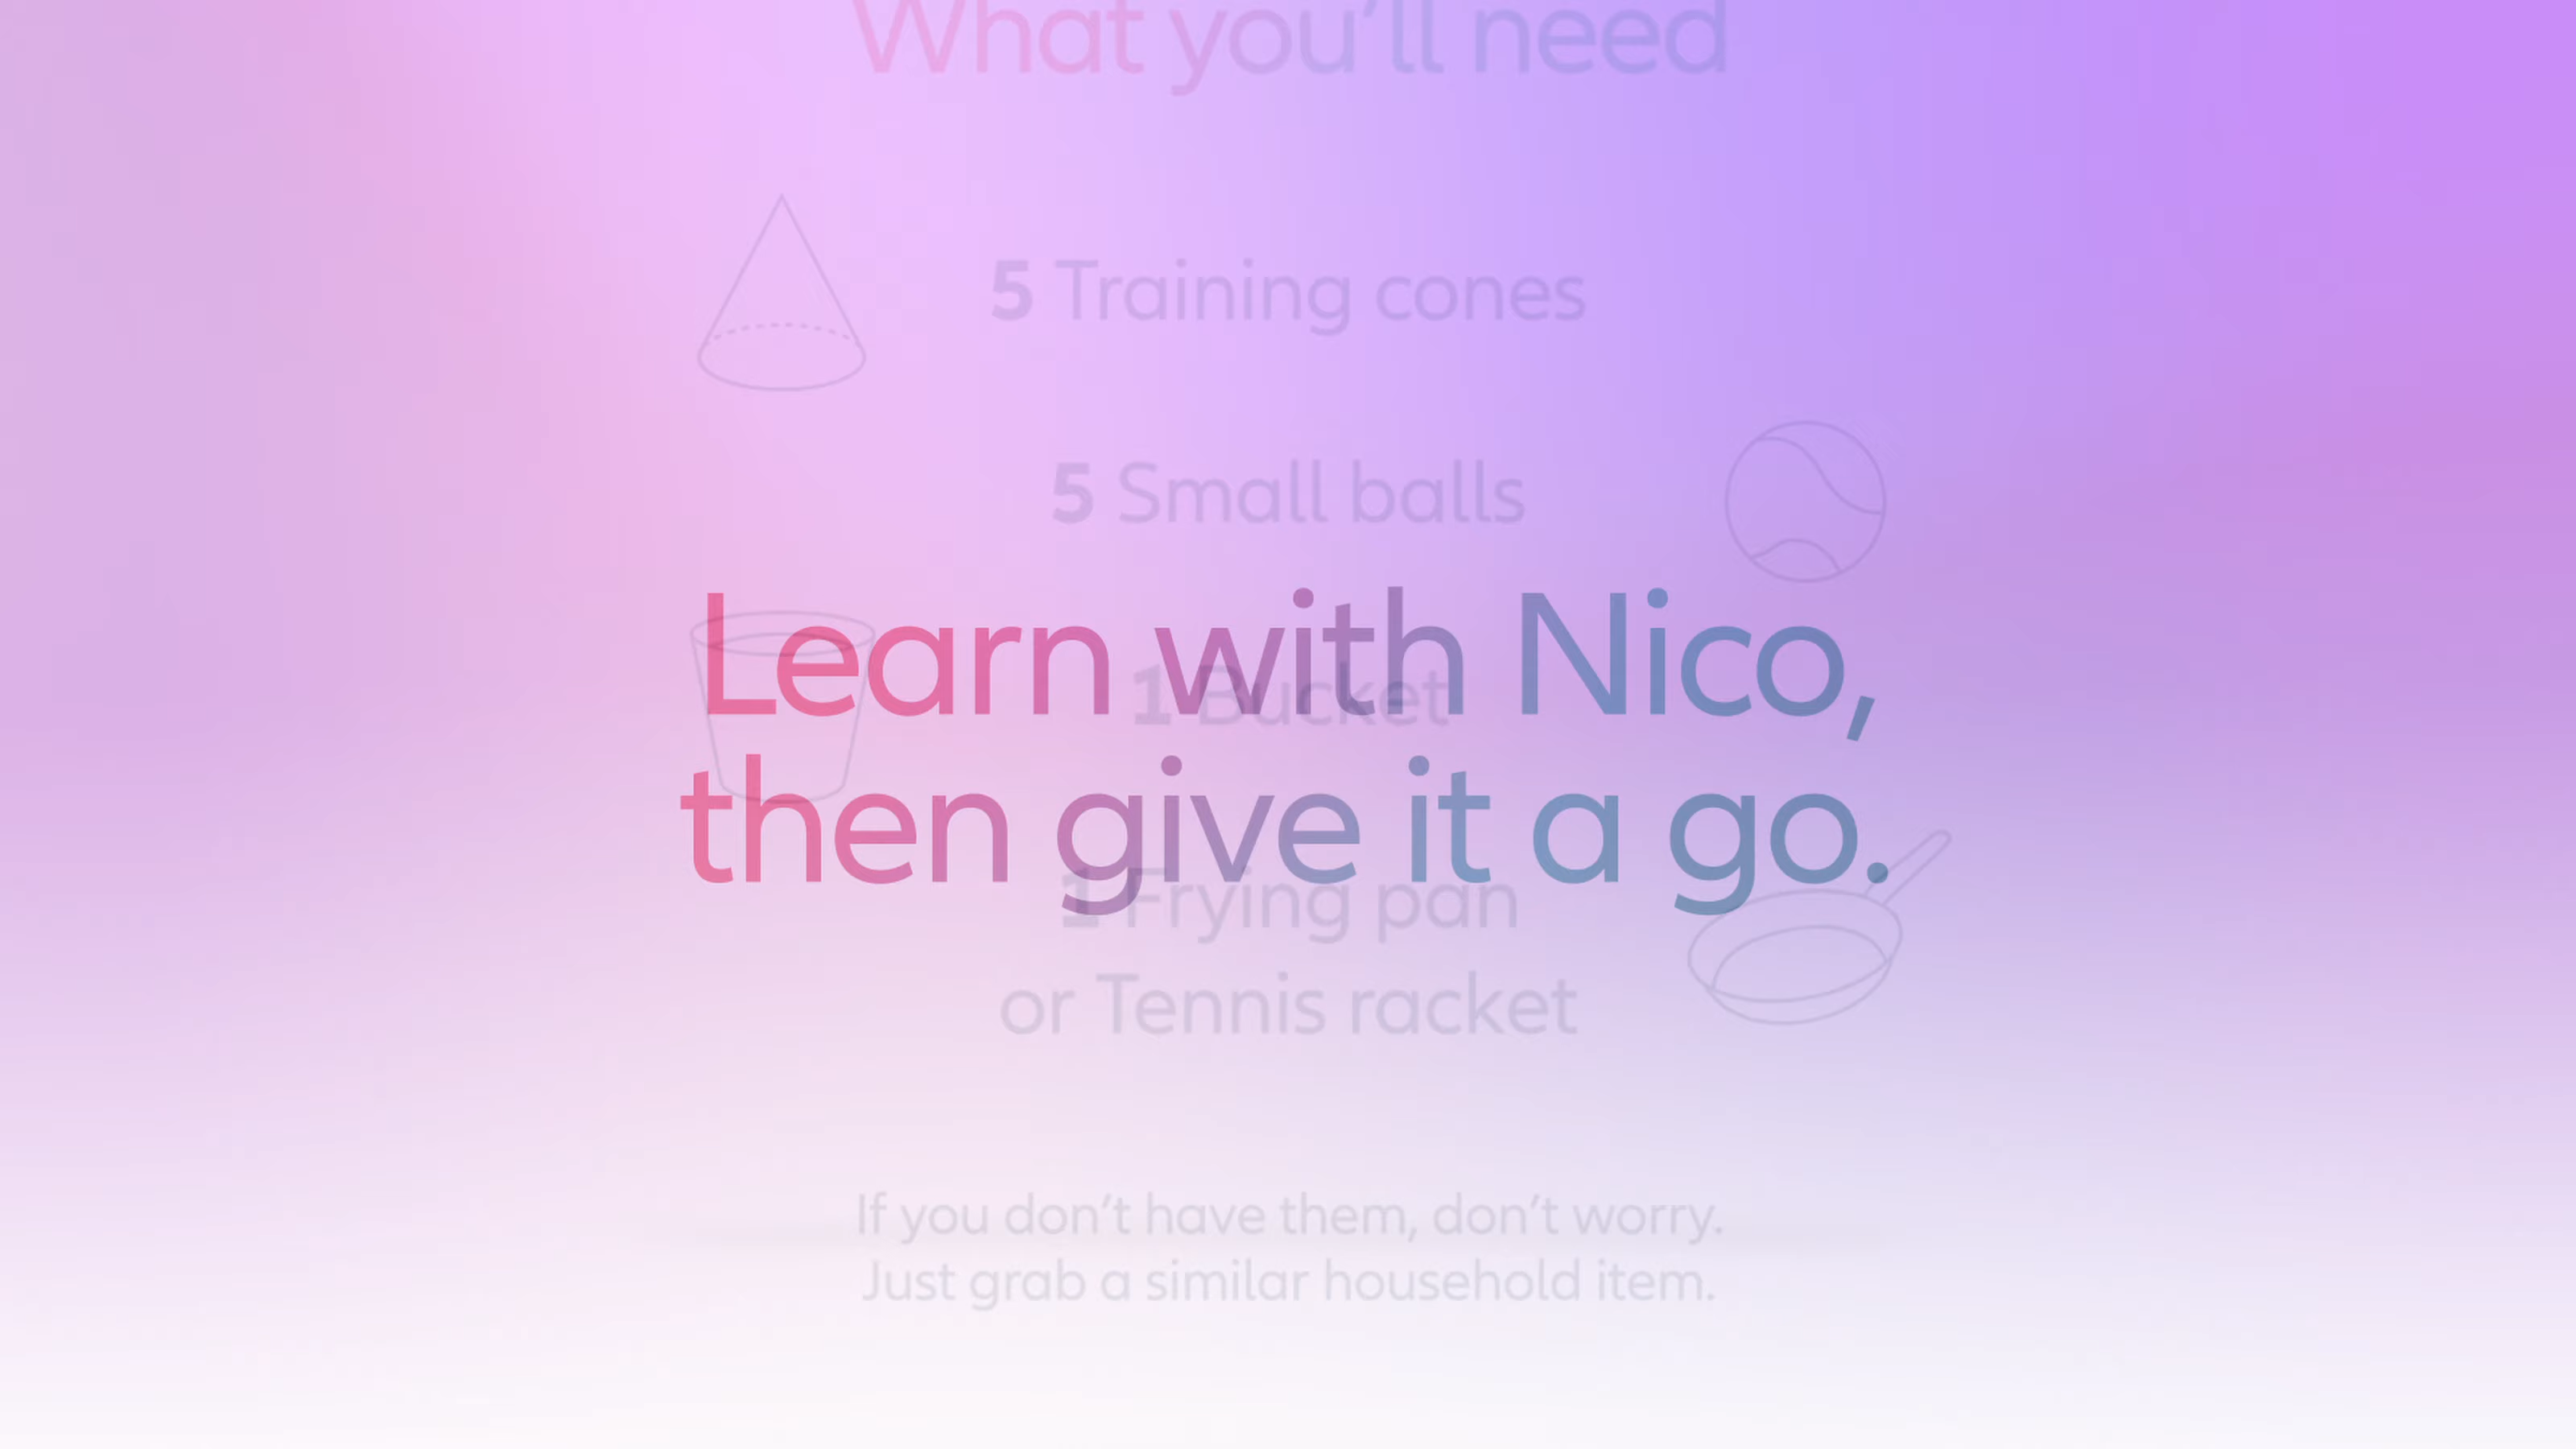 What you’ll need
5 Training cones
5 Small balls
Learn with Nico,
1 Bucket
then give it a go.
1 Frying pan
or Tennis racket
If you don’t have them, don’t worry.
Just grab a similar household item.